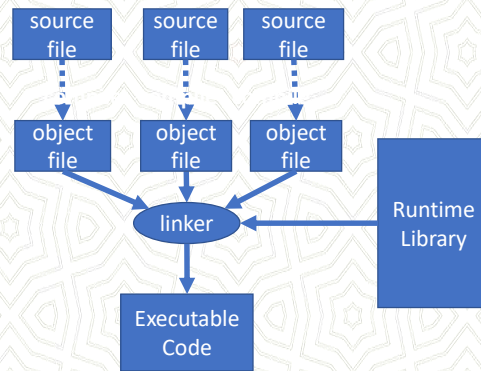 source
file
source
file
source
file
object
file
object
file
object
file
linker
Runtime
Library
Executable
Code